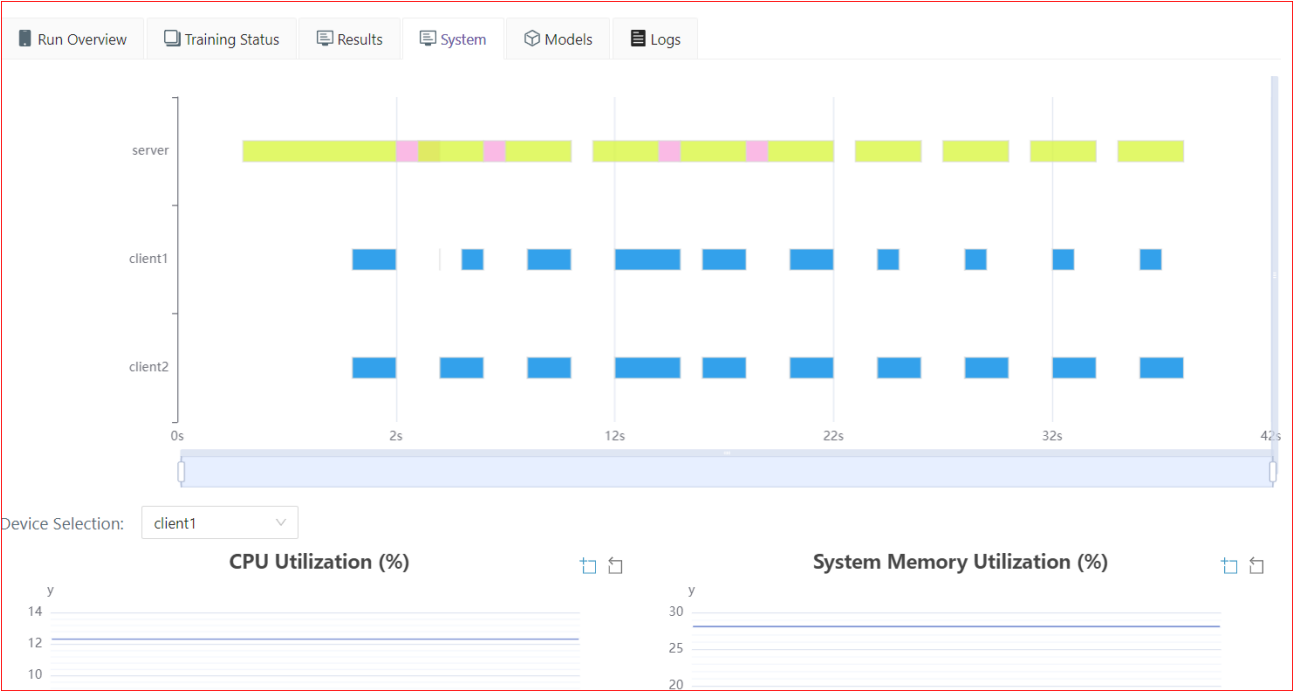 Run Overview Training Status Results System Models Logs
server
client1
client2
0s 2s 12s 22s 32s 42s
Device Selection: client1
CPU Utilization (%) System Memory Utilization (%)
y y
14 30
12 25
10 20